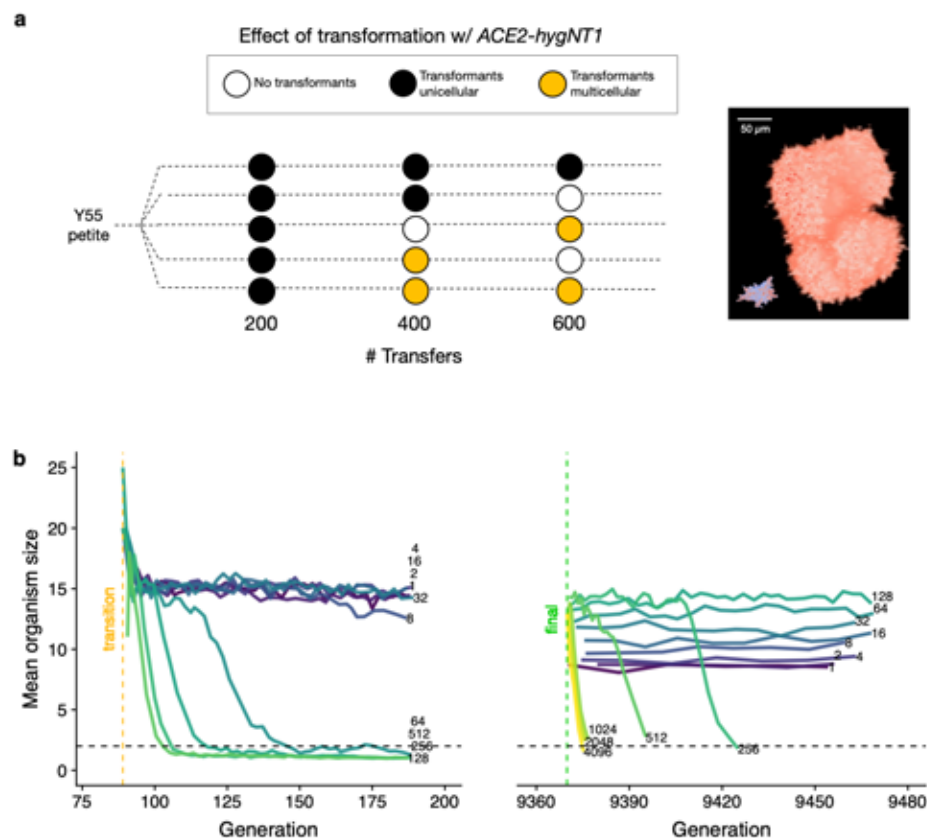 a
Effect of transformation w/ ACE2-hygNT1
No transformants
Transformants
unicellular
Transformants
multicellular
50 µm
Y55
petite
200
400
600
# Transfers
b
Mean organism size
25
20
15
10
5
0
transition
4
16
2
1
32
8
64
512
256
128
75
100
125
150
175
200
Generation
final
128
64
32
16
8
2
4
1
1024
2048
4096
512
256
9360
9390
9420
9450
9480
Generation